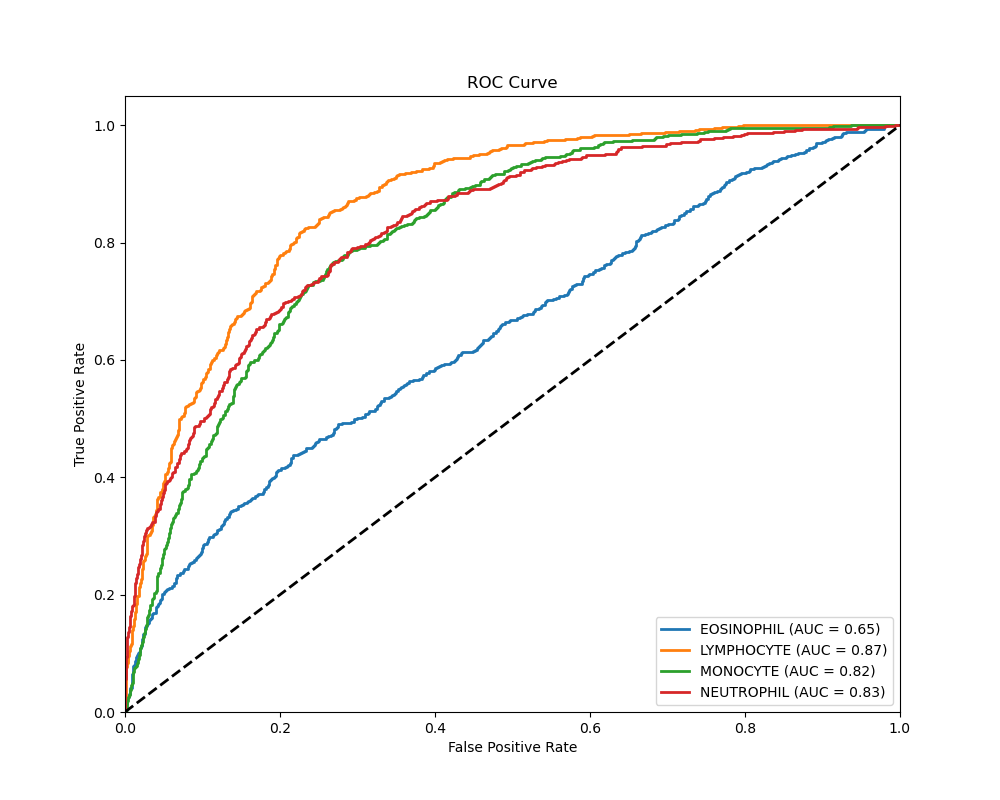 ROC Curve
True Positive Rate
1.0
0.8
0.6
0.4
0.2
0.0
EOSINOPHIL (AUC = 0.65)
LYMPHOCYTE (AUC = 0.87)
MONOCYTE (AUC = 0.82)
NEUTROPHIL (AUC = 0.83)
0.0 0.2 0.4 0.6 0.8 1.0
False Positive Rate